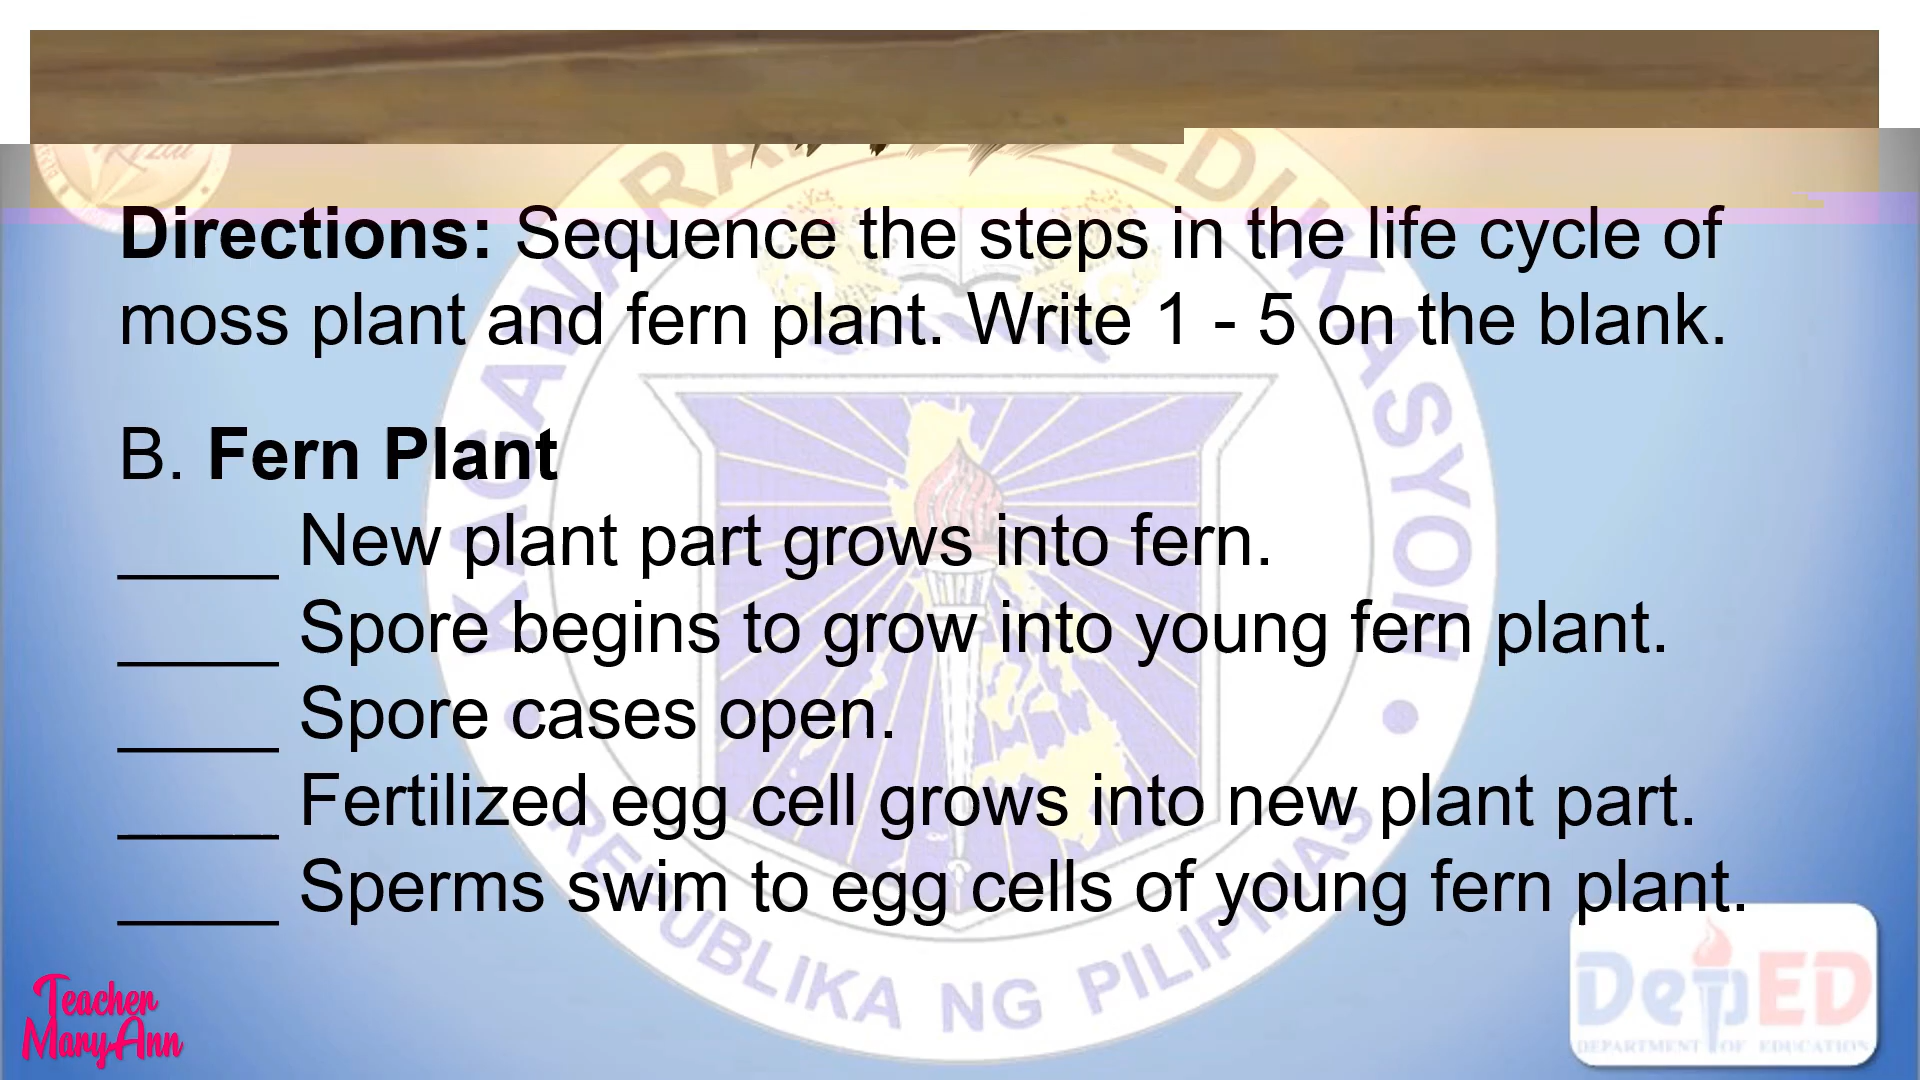 Directions: Sequence the steps in the life cycle of
moss plant and fern plant. Write 1 - 5 on the blank.
B. Fern Plant
_____ New plant part grows into fern.
_____ Spore begins to grow into young fern plant.
_____ Spore cases open.
_____ Fertilized egg cell grows into new plant part.
_____ Sperms swim to egg cells of young fern plant.
EDUKASYON
REPUBLIKA NG PILIPINAS
Teacher
MaryAnn
DepED
DEPARTMENT OF EDUCATION